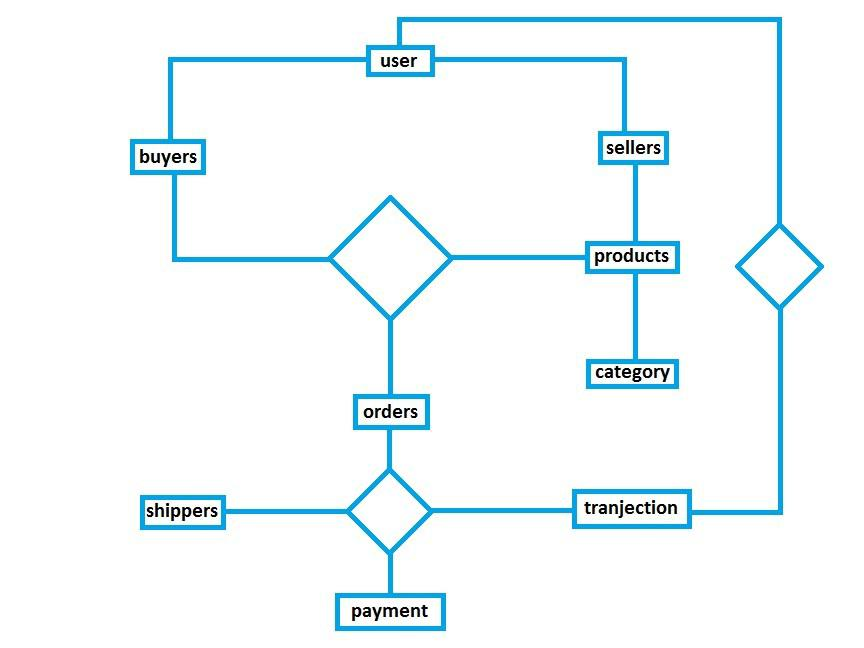 user
buyers
sellers
products
category
orders
shippers
tranjection
payment